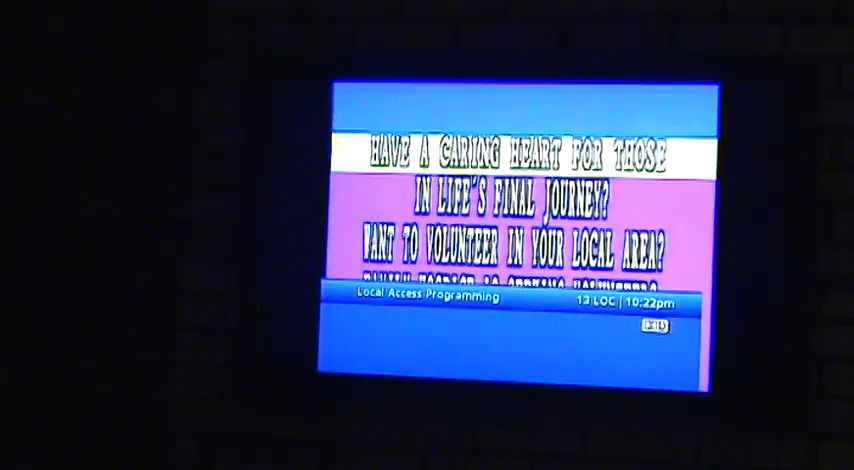 HAVE A CARING HEART FOR THOSE
IN LIFE'S FINAL JOURNEY?
WANT TO VOLUNTEER IN YOUR LOCAL AREA?
Local Access Programming
13 LOC | 10:22pm
EXIT